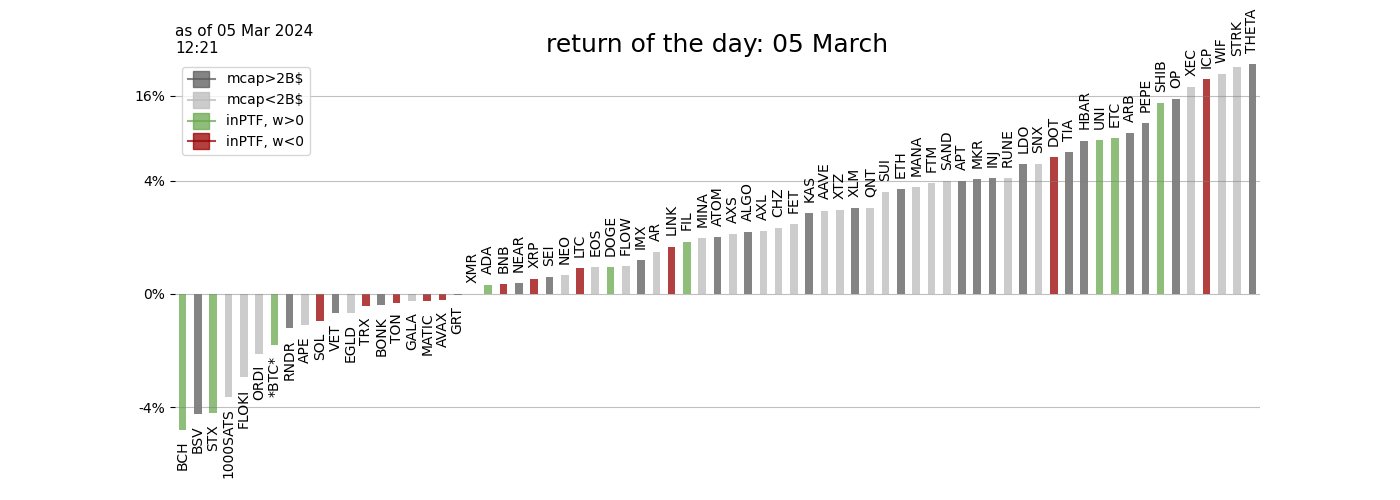 as of 05 Mar 2024
12:21
return of the day: 05 March
mcap>2B$
mcap<2B$
inPTF, w>0
inPTF, w<0
16%
4%
0%
-4%
BCH
BSV
STX
1000SATS
FLOKI
ORDI
*BTC*
RNDR
APE
SOL
VET
EGLD
TRX
BONK
TON
GALA
MATIC
AVAX
GRT
XMR
ADA
BNB
NEAR
XRP
SEI
NEO
LTC
EOS
DOGE
FLOW
IMX
AR
LINK
FIL
MINA
ATOM
AXS
ALGO
AXL
CHZ
FET
KAS
AAVE
XTZ
XLM
QNT
SUI
ETH
MANA
FTM
SAND
APT
MKR
INJ
RUNE
LDO
SNX
DOT
TIA
HBAR
UNI
ETC
ARB
PEPE
SHIB
OP
XEC
ICP
WIF
STRK
THETA